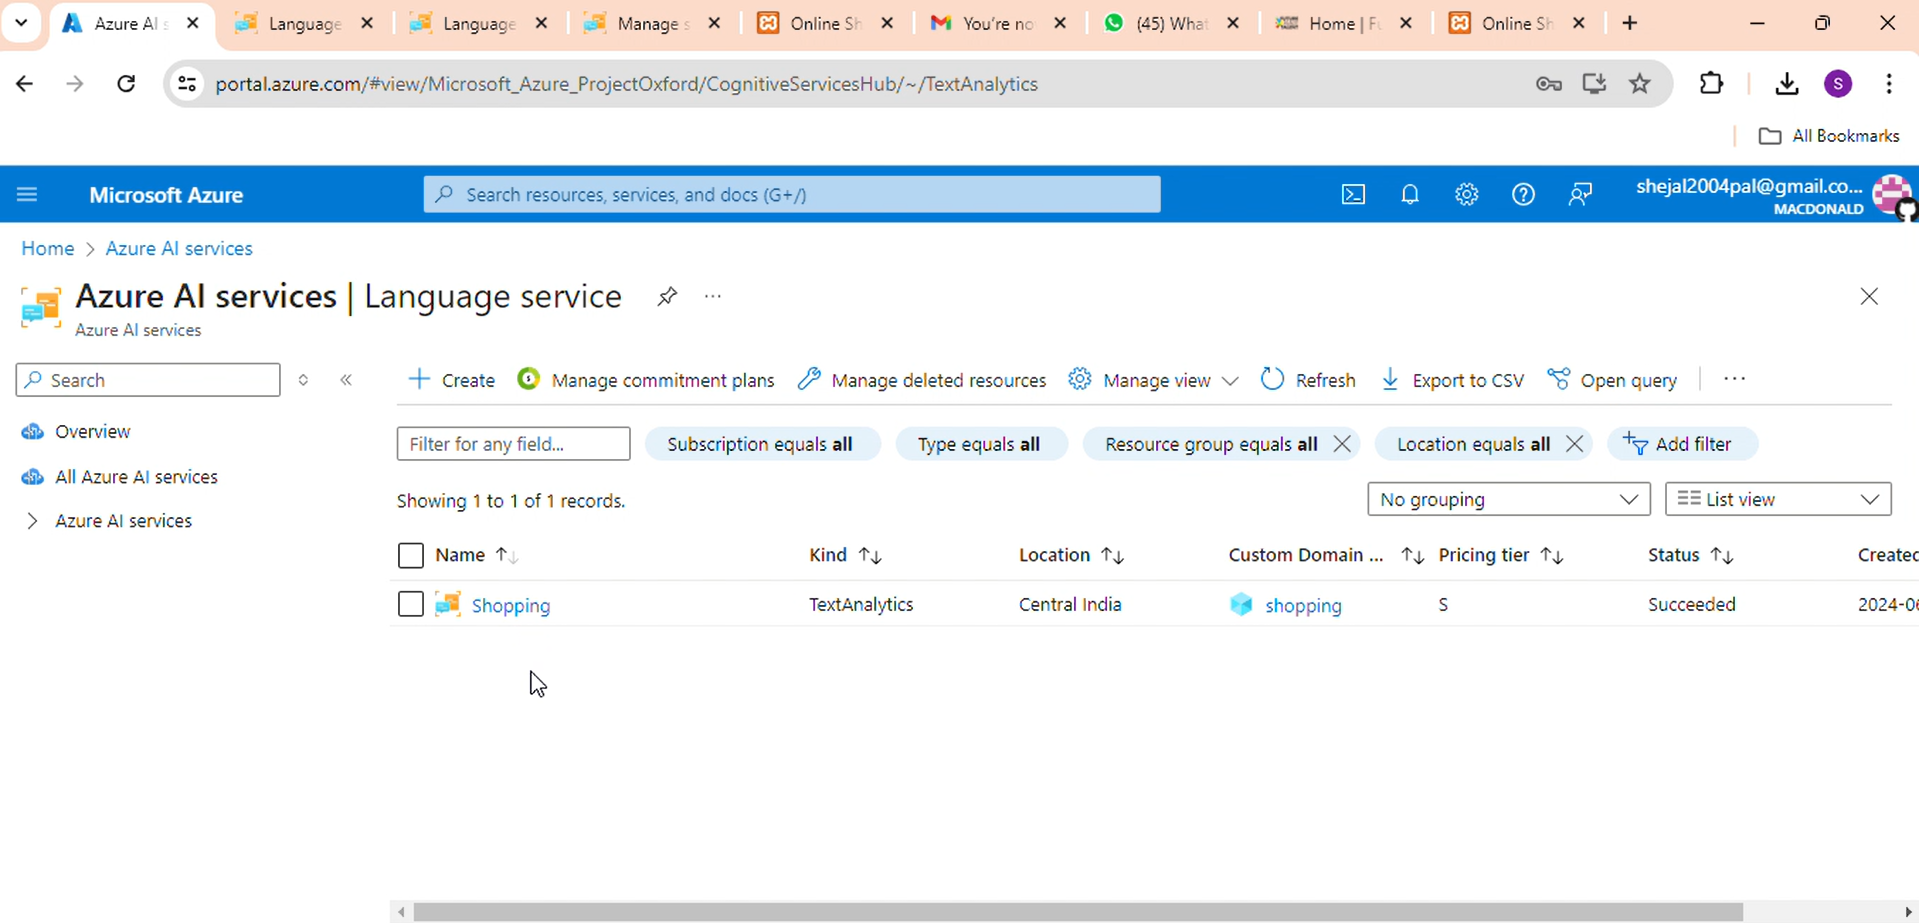 Azure AI s
Language
Language
Manage s
Online Sh
You're no
(45) What
Home | Fu
Online Sh
portal.azure.com/#view/Microsoft_Azure_ProjectOxford/CognitiveServicesHub/~/TextAnalytics
S
All Bookmarks
Microsoft Azure
Search resources, services, and docs (G+/)
shejal2004pal@gmail.co...
MACDONALD
Home > Azure AI services
Azure AI services | Language service
Azure AI services
Search
Create
Manage commitment plans
Manage deleted resources
Manage view
Refresh
Export to CSV
Open query
Overview
All Azure AI services
Azure AI services
Filter for any field...
Subscription equals all
Type equals all
Resource group equals all
Location equals all
Add filter
Showing 1 to 1 of 1 records.
No grouping
List view
Name Kind Location Custom Domain ... Pricing tier Status Created
Shopping TextAnalytics Central India shopping S Succeeded 2024-06